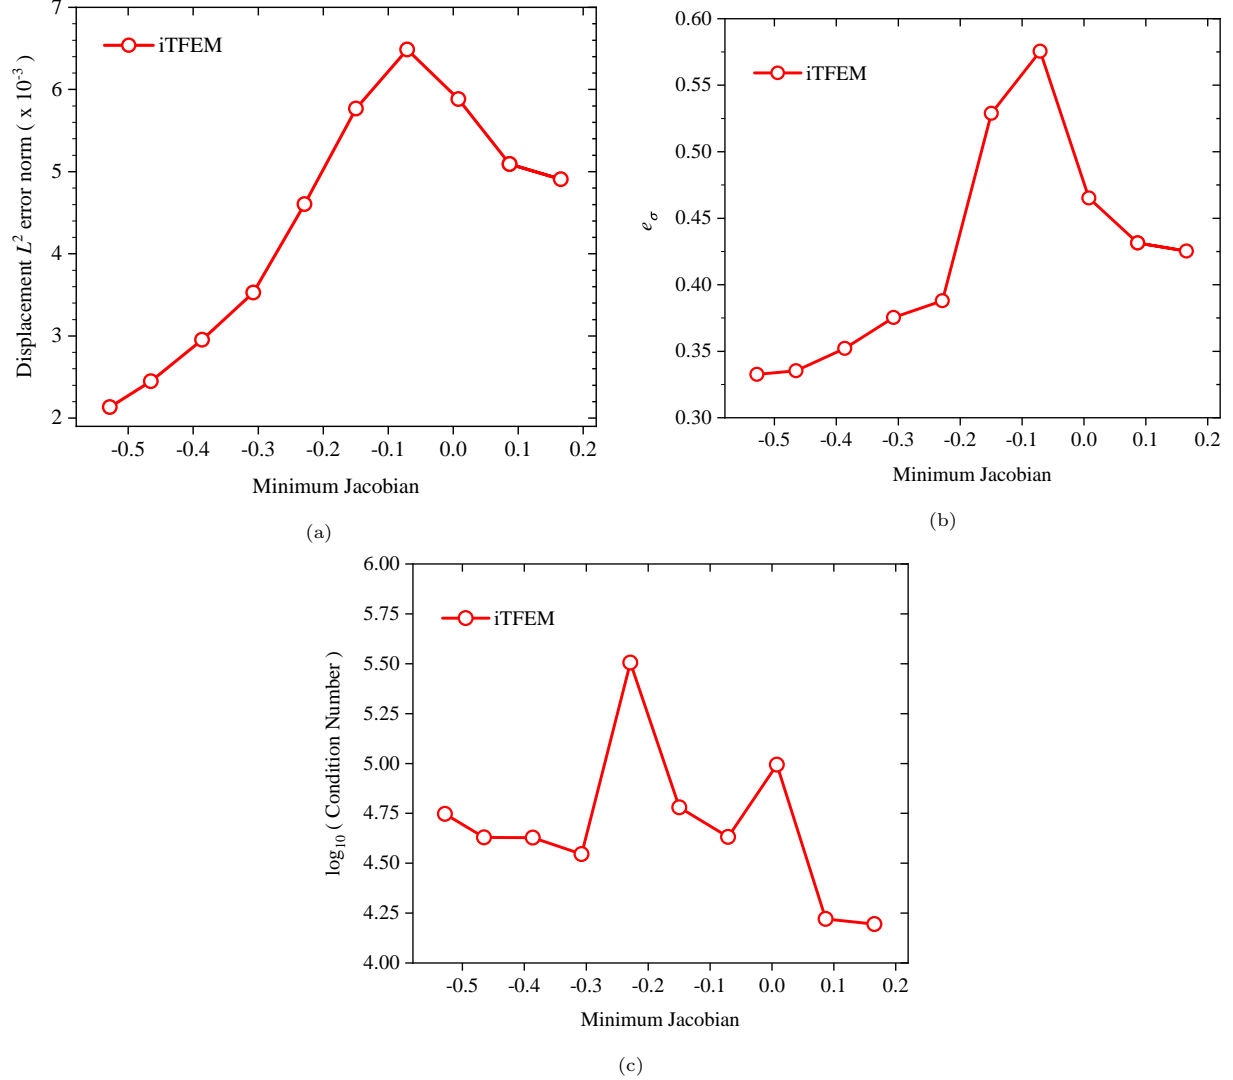 7
6
5
4
3
2
Displacement L² error norm ( x 10⁻³ )
iTFEM
-0.5 -0.4 -0.3 -0.2 -0.1 0.0 0.1 0.2
Minimum Jacobian
(a)
0.60
0.55
0.50
0.45
0.40
0.35
0.30
e_σ
iTFEM
-0.5 -0.4 -0.3 -0.2 -0.1 0.0 0.1 0.2
Minimum Jacobian
(b)
6.00
5.75
5.50
5.25
5.00
4.75
4.50
4.25
4.00
log₁₀ ( Condition Number )
iTFEM
-0.5 -0.4 -0.3 -0.2 -0.1 0.0 0.1 0.2
Minimum Jacobian
(c)